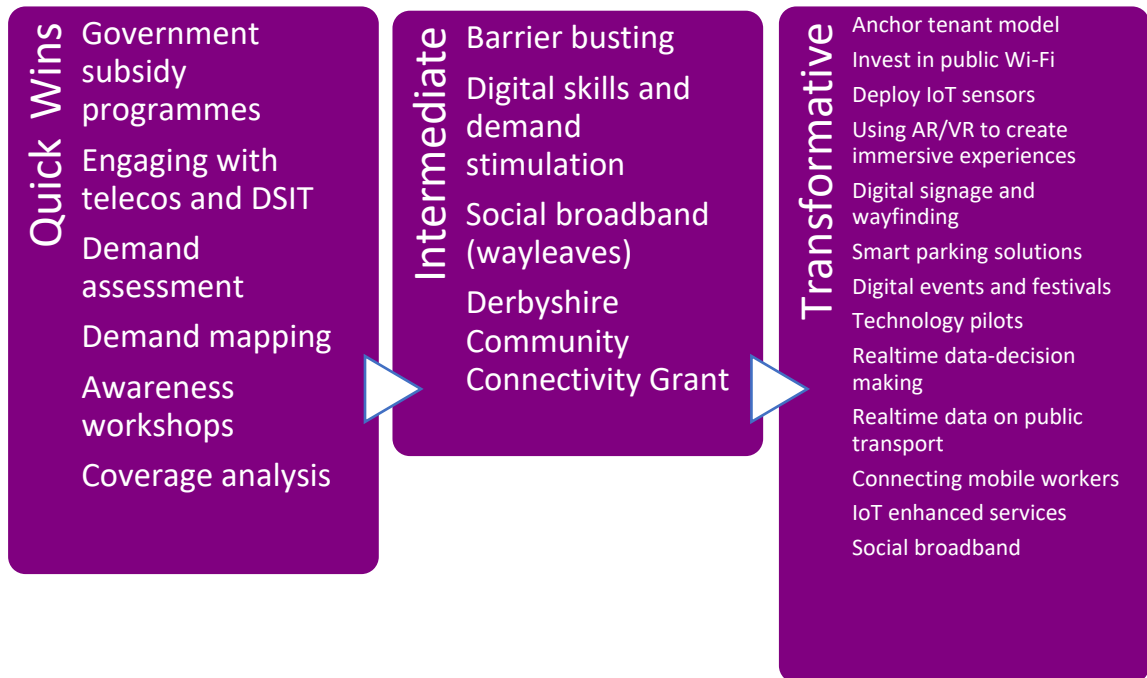 Quick Wins
Government
subsidy
programmes
Engaging with
telecos and DSIT
Demand
assessment
Demand mapping
Awareness
workshops
Coverage analysis
Intermediate
Barrier busting
Digital skills and
demand
stimulation
Social broadband
(wayleaves)
Derbyshire
Community
Connectivity Grant
Transformative
Anchor tenant model
Invest in public Wi-Fi
Deploy IoT sensors
Using AR/VR to create
immersive experiences
Digital signage and
wayfinding
Smart parking solutions
Digital events and festivals
Technology pilots
Realtime data-decision
making
Realtime data on public
transport
Connecting mobile workers
IoT enhanced services
Social broadband